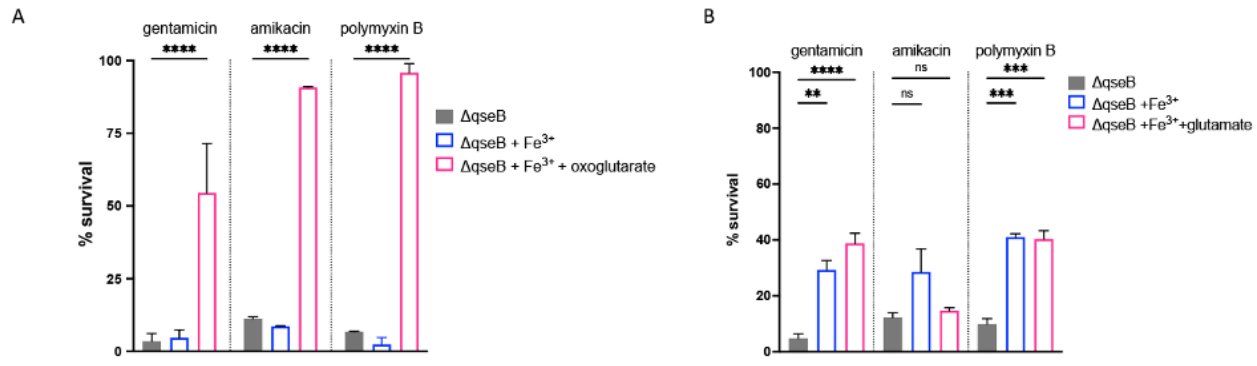 A
gentamicin amikacin polymyxin B
**** **** ****
100
75
50
25
0
% survival
ΔqseB
ΔqseB + Fe³⁺
ΔqseB + Fe³⁺ + oxoglutarate
B
gentamicin amikacin polymyxin B
**** ns ***
** ns ***
100
80
60
40
20
0
% survival
ΔqseB
ΔqseB +Fe³⁺
ΔqseB +Fe³⁺+glutamate